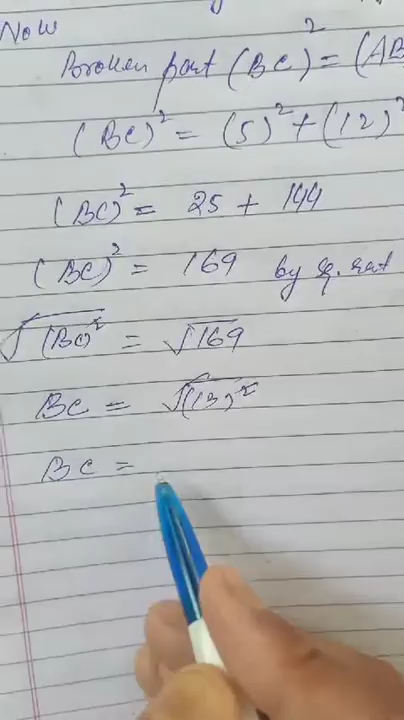 Now
Broken part (BC)² = (AB
(BC)² = (5)² + (12)²
(BC)² = 25 + 144
(BC)² = 169 by sq. root
√(BC)² = √169
BC = √(13)²
BC =